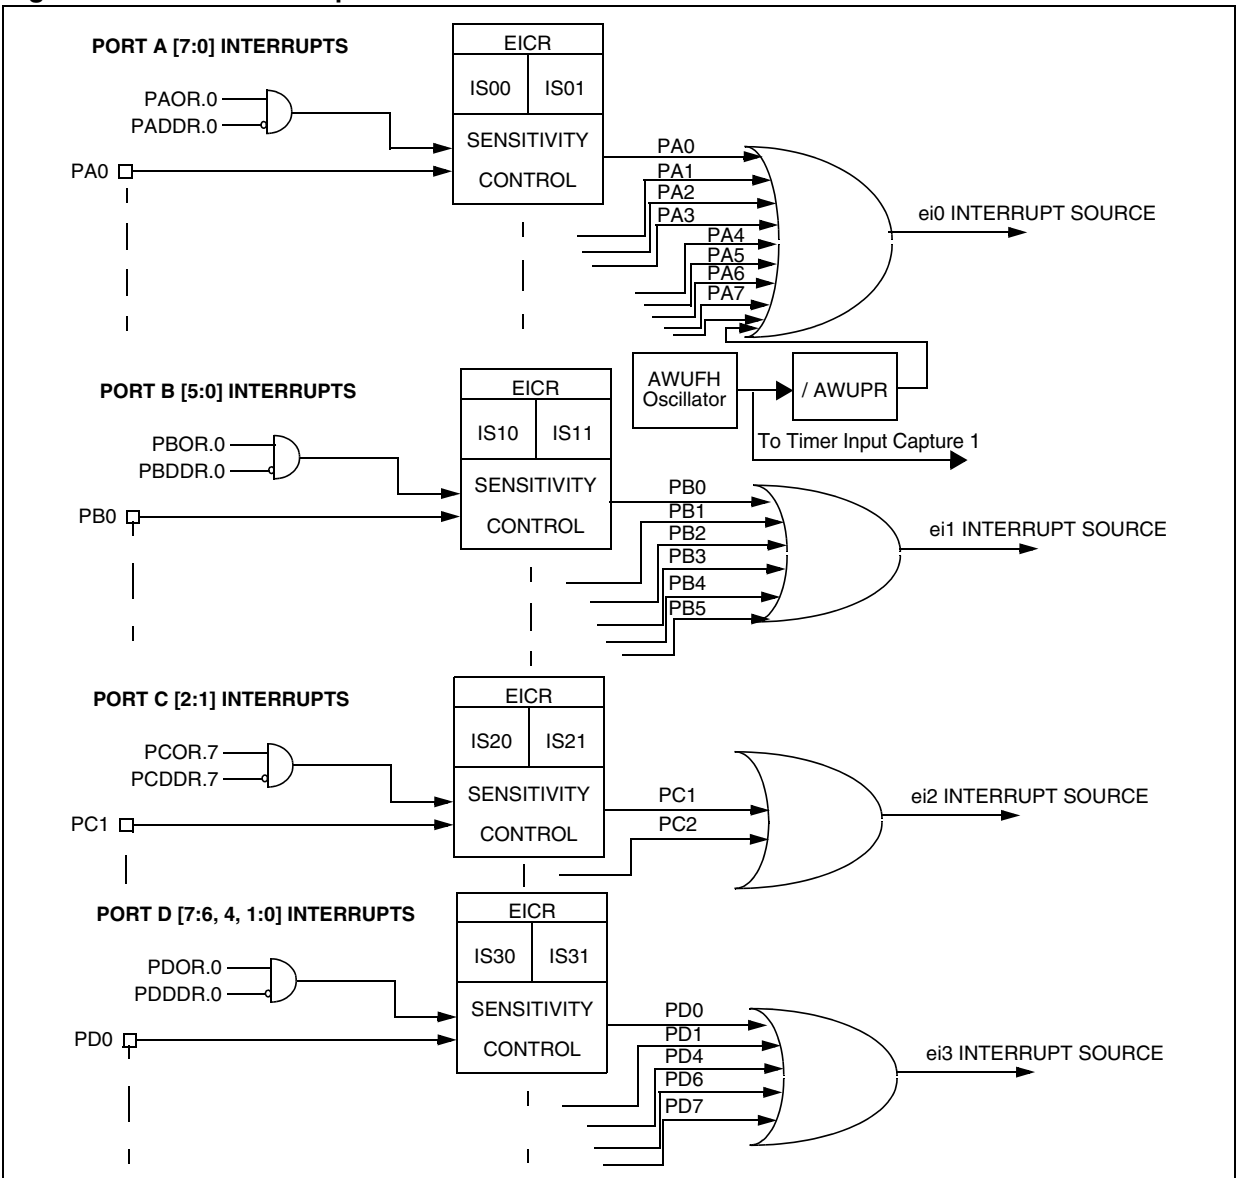 PORT A [7:0] INTERRUPTS
EICR
IS00 IS01
PAOR.0
PADDR.0
SENSITIVITY
CONTROL
PA0
PA0
PA1
PA2
PA3
PA4
PA5
PA6
PA7
ei0 INTERRUPT SOURCE
AWUFH
Oscillator
/ AWUPR
To Timer Input Capture 1
PORT B [5:0] INTERRUPTS
EICR
IS10 IS11
PBOR.0
PBDDR.0
SENSITIVITY
CONTROL
PB0
PB0
PB1
PB2
PB3
PB4
PB5
ei1 INTERRUPT SOURCE
PORT C [2:1] INTERRUPTS
EICR
IS20 IS21
PCOR.7
PCDDR.7
SENSITIVITY
CONTROL
PC1
PC1
PC2
ei2 INTERRUPT SOURCE
PORT D [7:6, 4, 1:0] INTERRUPTS
EICR
IS30 IS31
PDOR.0
PDDDR.0
SENSITIVITY
CONTROL
PD0
PD0
PD1
PD4
PD6
PD7
ei3 INTERRUPT SOURCE